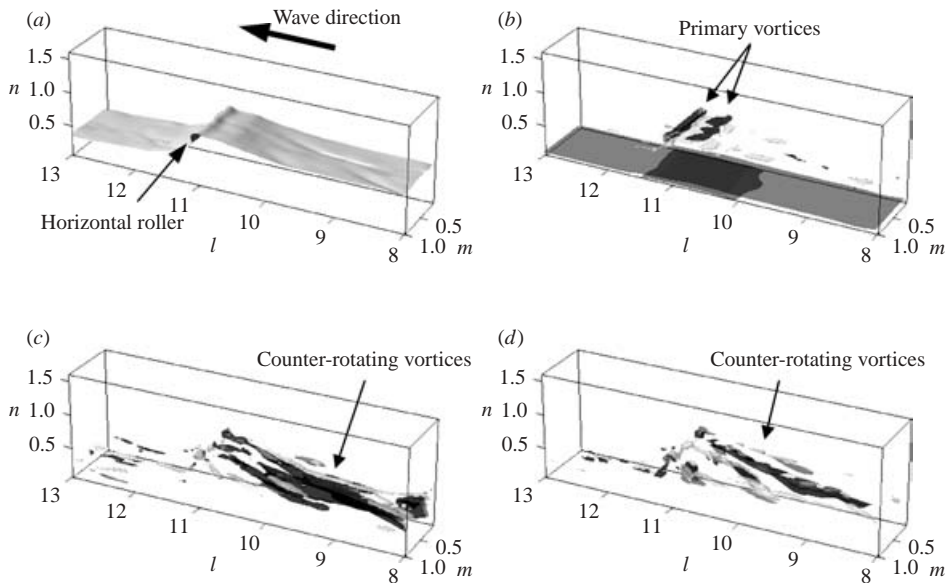 (a)
Wave direction
1.5
n 1.0
0.5
13
12
11
10
9
8
0.5
1.0 m
l
Horizontal roller
(b)
Primary vortices
1.5
n 1.0
0.5
13
12
11
10
9
8
0.5
1.0 m
l
(c)
Counter-rotating vortices
1.5
n 1.0
0.5
13
12
11
10
9
8
0.5
1.0 m
l
(d)
Counter-rotating vortices
1.5
n 1.0
0.5
13
12
11
10
9
8
0.5
1.0 m
l